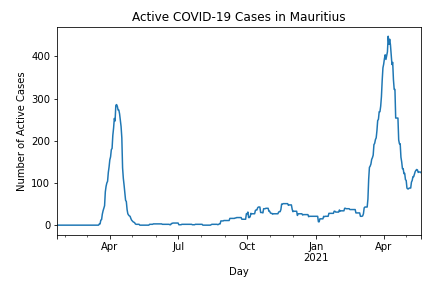 Active COVID-19 Cases in Mauritius
Number of Active Cases
400
300
200
100
0
Apr
Jul
Oct
Jan
2021
Apr
Day